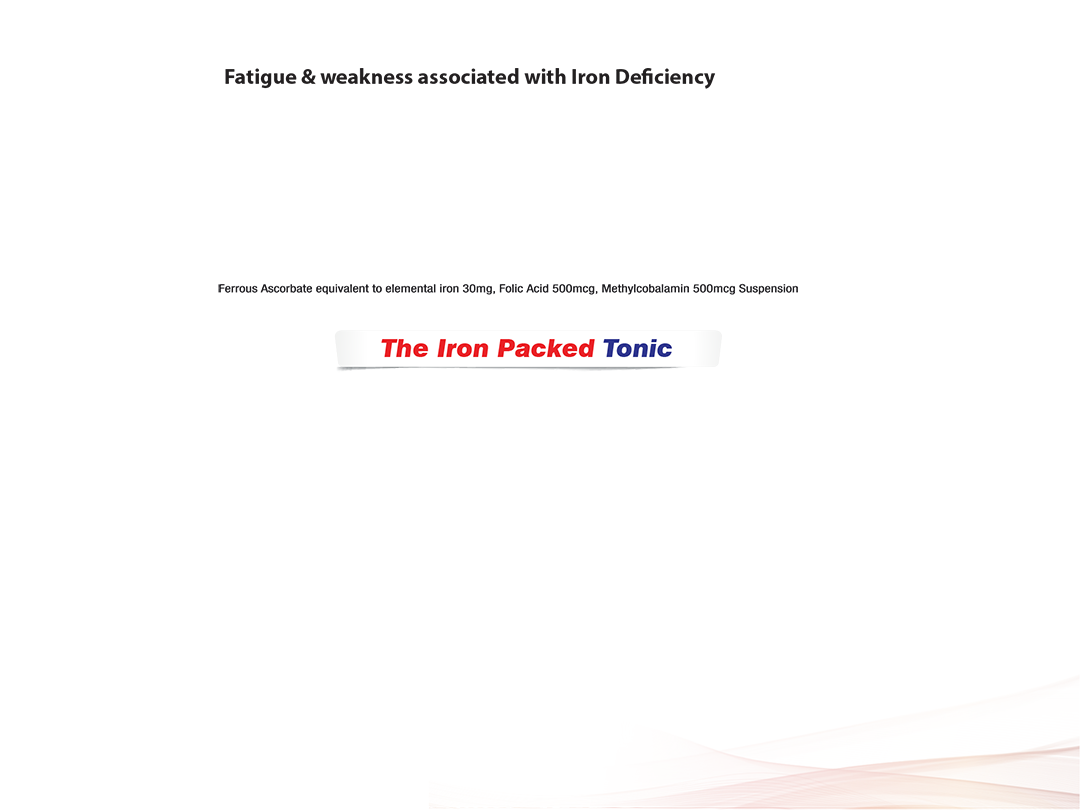 Fatigue & weakness associated with Iron Deficiency
Ferrous Ascorbate equivalent to elemental iron 30mg, Folic Acid 500mcg, Methylcobalamin 500mcg Suspension
The Iron Packed Tonic